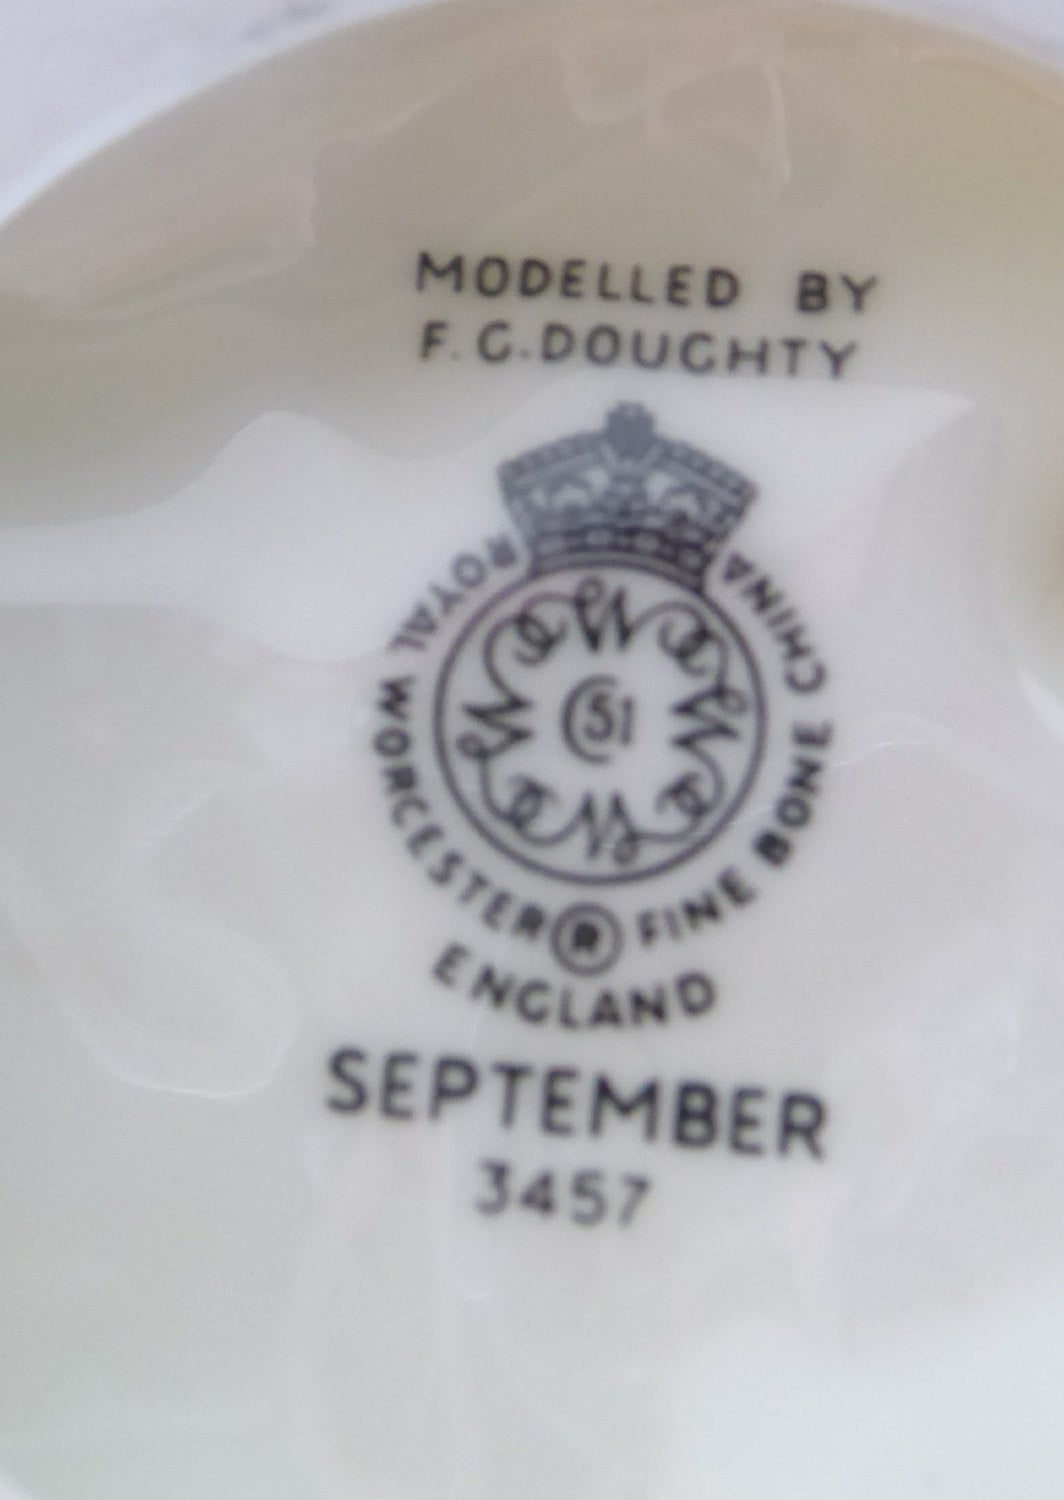 MODELLED BY
F.G.DOUGHTY
ROYAL WORCESTER ® FINE BONE CHINA
51
ENGLAND
SEPTEMBER
3457